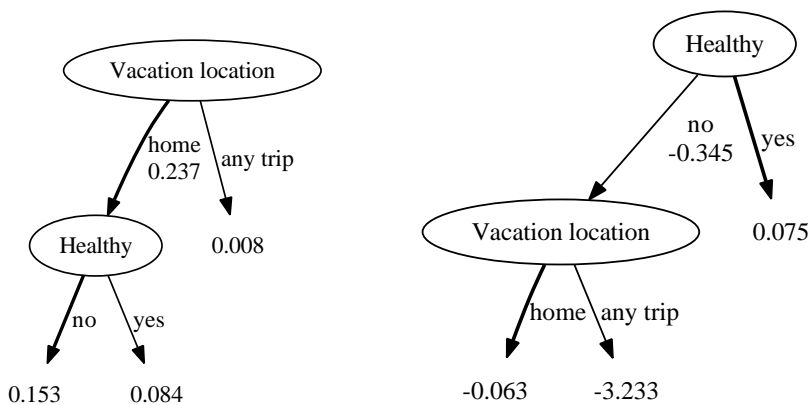 Vacation location
home
0.237
any trip
Healthy
0.008
no
yes
0.153
0.084
Healthy
no
-0.345
yes
Vacation location
0.075
home
any trip
-0.063
-3.233